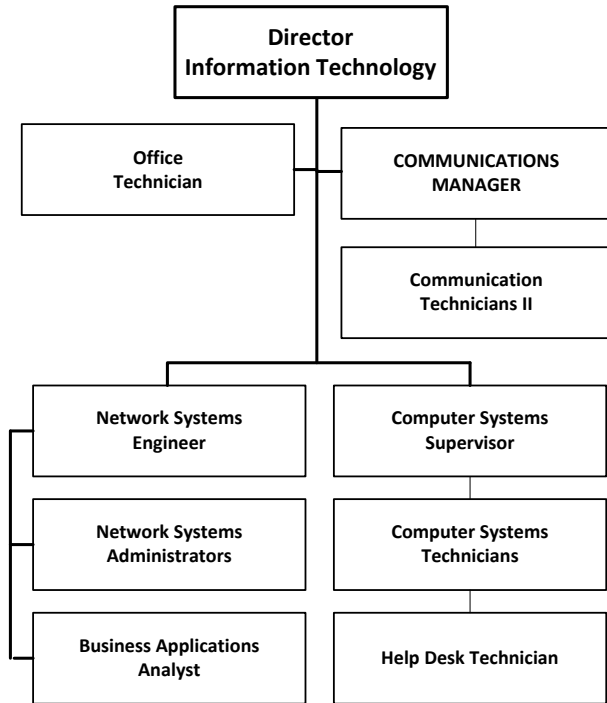 Director
Information Technology
Office
Technician
COMMUNICATIONS
MANAGER
Communication
Technicians II
Network Systems
Engineer
Computer Systems
Supervisor
Network Systems
Administrators
Computer Systems
Technicians
Business Applications
Analyst
Help Desk Technician